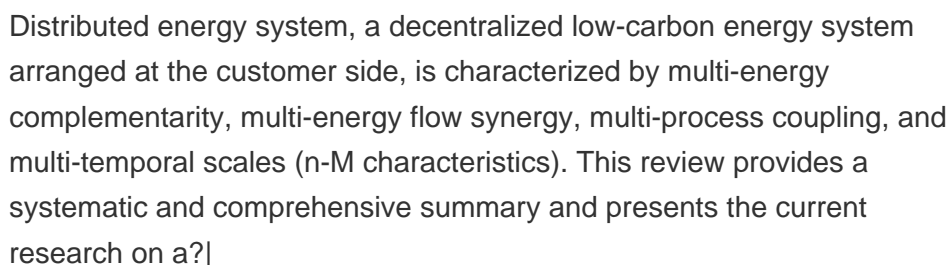 Distributed energy system, a decentralized low-carbon energy system
arranged at the customer side, is characterized by multi-energy
complementarity, multi-energy flow synergy, multi-process coupling, and
multi-temporal scales (n-M characteristics). This review provides a
systematic and comprehensive summary and presents the current
research on a?|